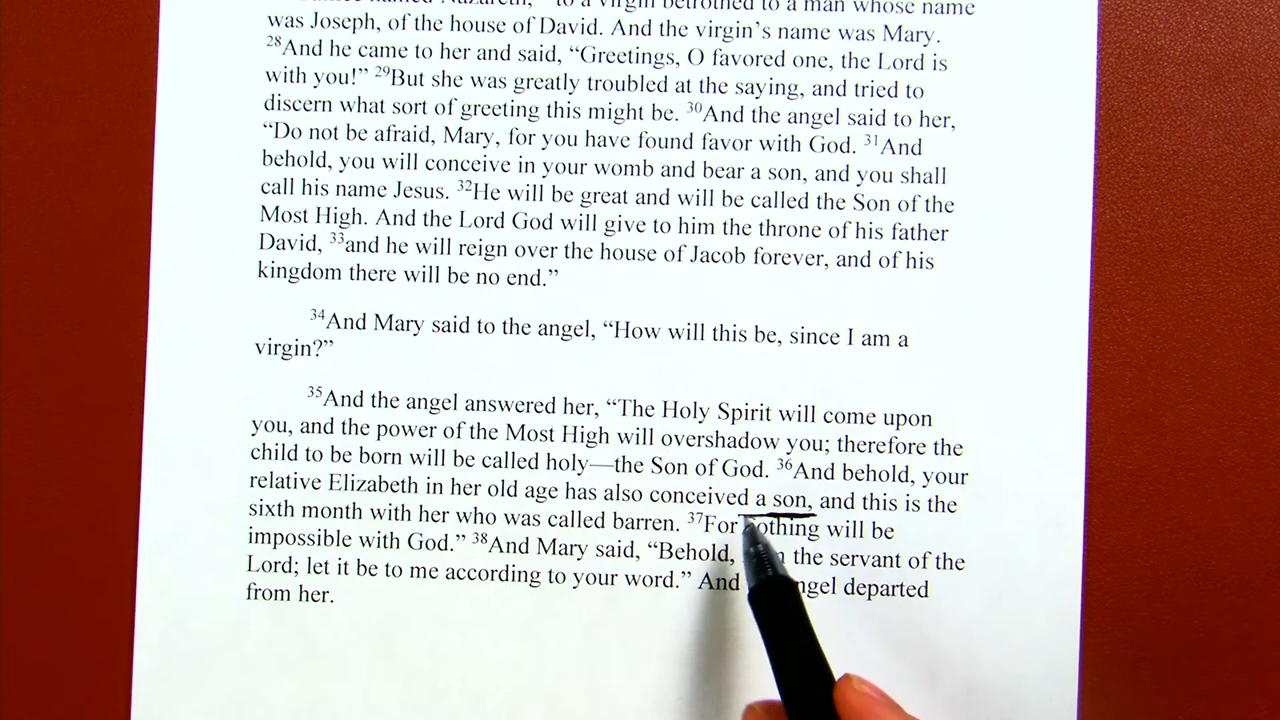 named Nazareth, to a virgin betrothed to a man whose name
was Joseph, of the house of David. And the virgin’s name was Mary.
28And he came to her and said, “Greetings, O favored one, the Lord is
with you!” 29But she was greatly troubled at the saying, and tried to
discern what sort of greeting this might be. 30And the angel said to her,
“Do not be afraid, Mary, for you have found favor with God. 31And
behold, you will conceive in your womb and bear a son, and you shall
call his name Jesus. 32He will be great and will be called the Son of the
Most High. And the Lord God will give to him the throne of his father
David, 33and he will reign over the house of Jacob forever, and of his
kingdom there will be no end.”
34And Mary said to the angel, “How will this be, since I am a
virgin?”
35And the angel answered her, “The Holy Spirit will come upon
you, and the power of the Most High will overshadow you; therefore the
child to be born will be called holy—the Son of God. 36And behold, your
relative Elizabeth in her old age has also conceived a son, and this is the
sixth month with her who was called barren. 37For nothing will be
impossible with God.” 38And Mary said, “Behold, the servant of the
Lord; let it be to me according to your word.” And angel departed
from her.